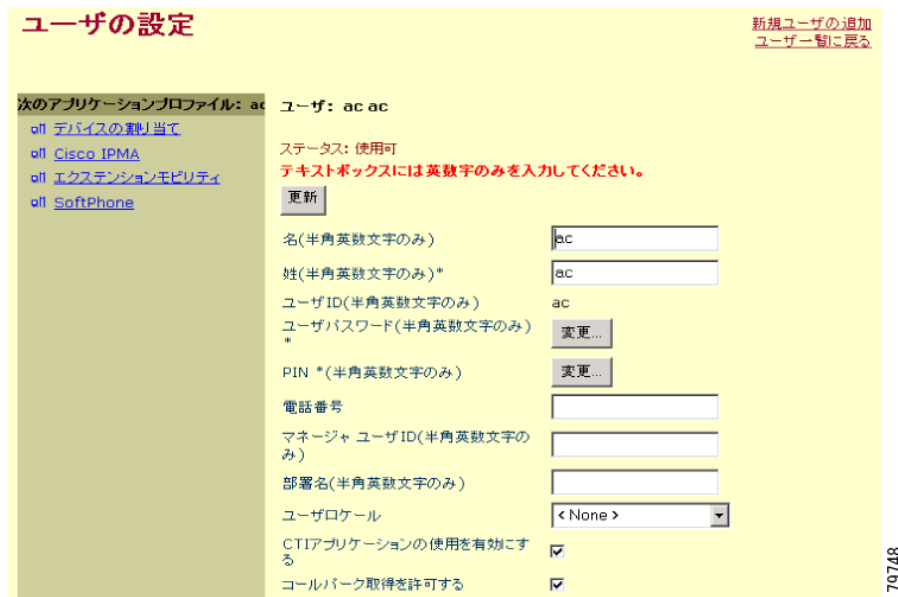 ユーザの設定
新規ユーザの追加
ユーザ一覧に戻る
次のアプリケーションプロファイル: ac
デバイスの割り当て
Cisco IPMA
エクステンションモビリティ
SoftPhone
ユーザ: ac ac
ステータス: 使用可
テキストボックスには英数字のみを入力してください。
更新
名(半角英数文字のみ)
ac
姓(半角英数文字のみ)*
ac
ユーザID(半角英数文字のみ)
ac
ユーザパスワード(半角英数文字のみ)
*
変更...
PIN *(半角英数文字のみ)
変更...
電話番号
マネージャ ユーザID(半角英数文字の
み)
部署名(半角英数文字のみ)
ユーザロケール
< None >
CTIアプリケーションの使用を有効にす
る
コールパーク取得を許可する
79748